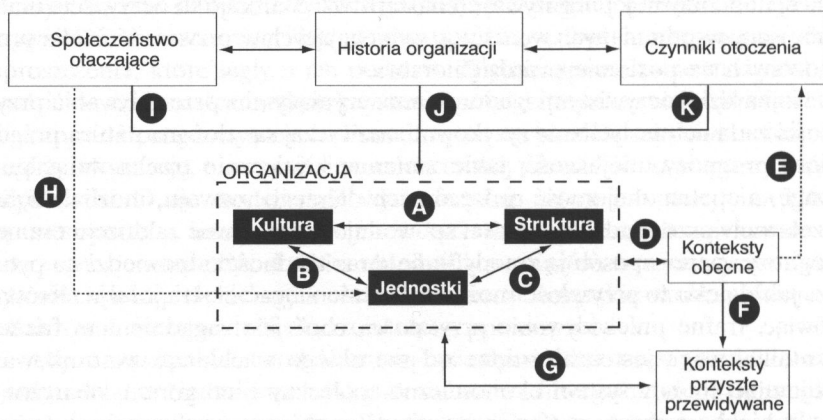 Społeczeństwo
otaczające
Historia organizacji
Czynniki otoczenia
I
J
K
H
E
ORGANIZACJA
A
Kultura
Struktura
D
Konteksty
obecne
B
C
Jednostki
F
G
Konteksty
przyszłe
przewidywane